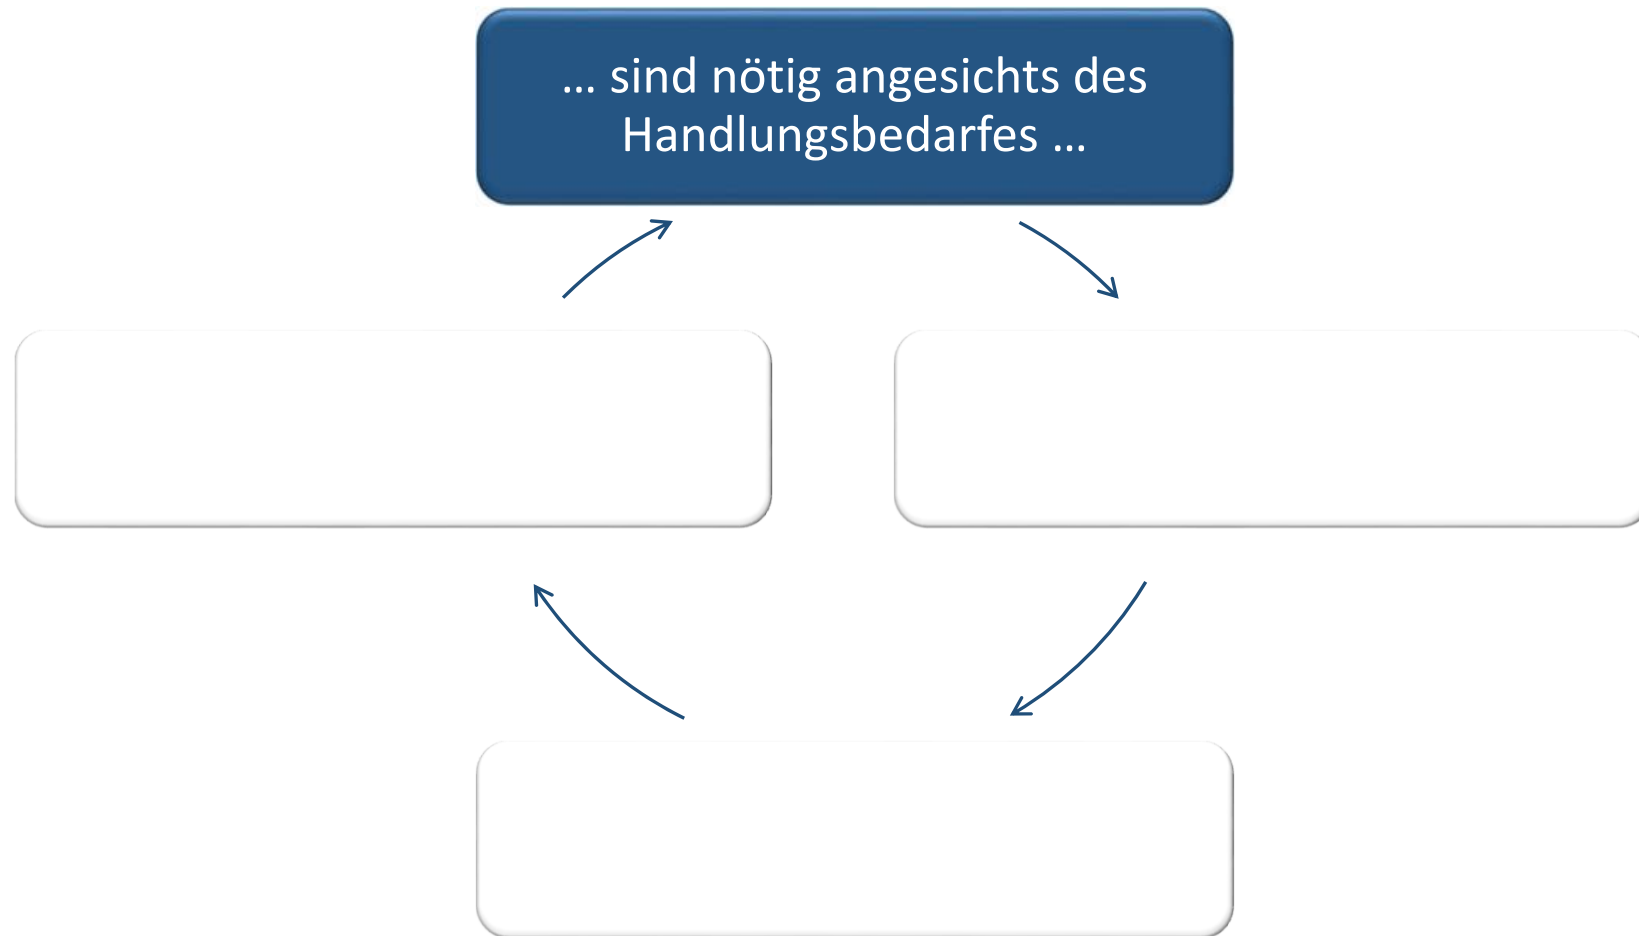 … sind nötig angesichts des
Handlungsbedarfes …